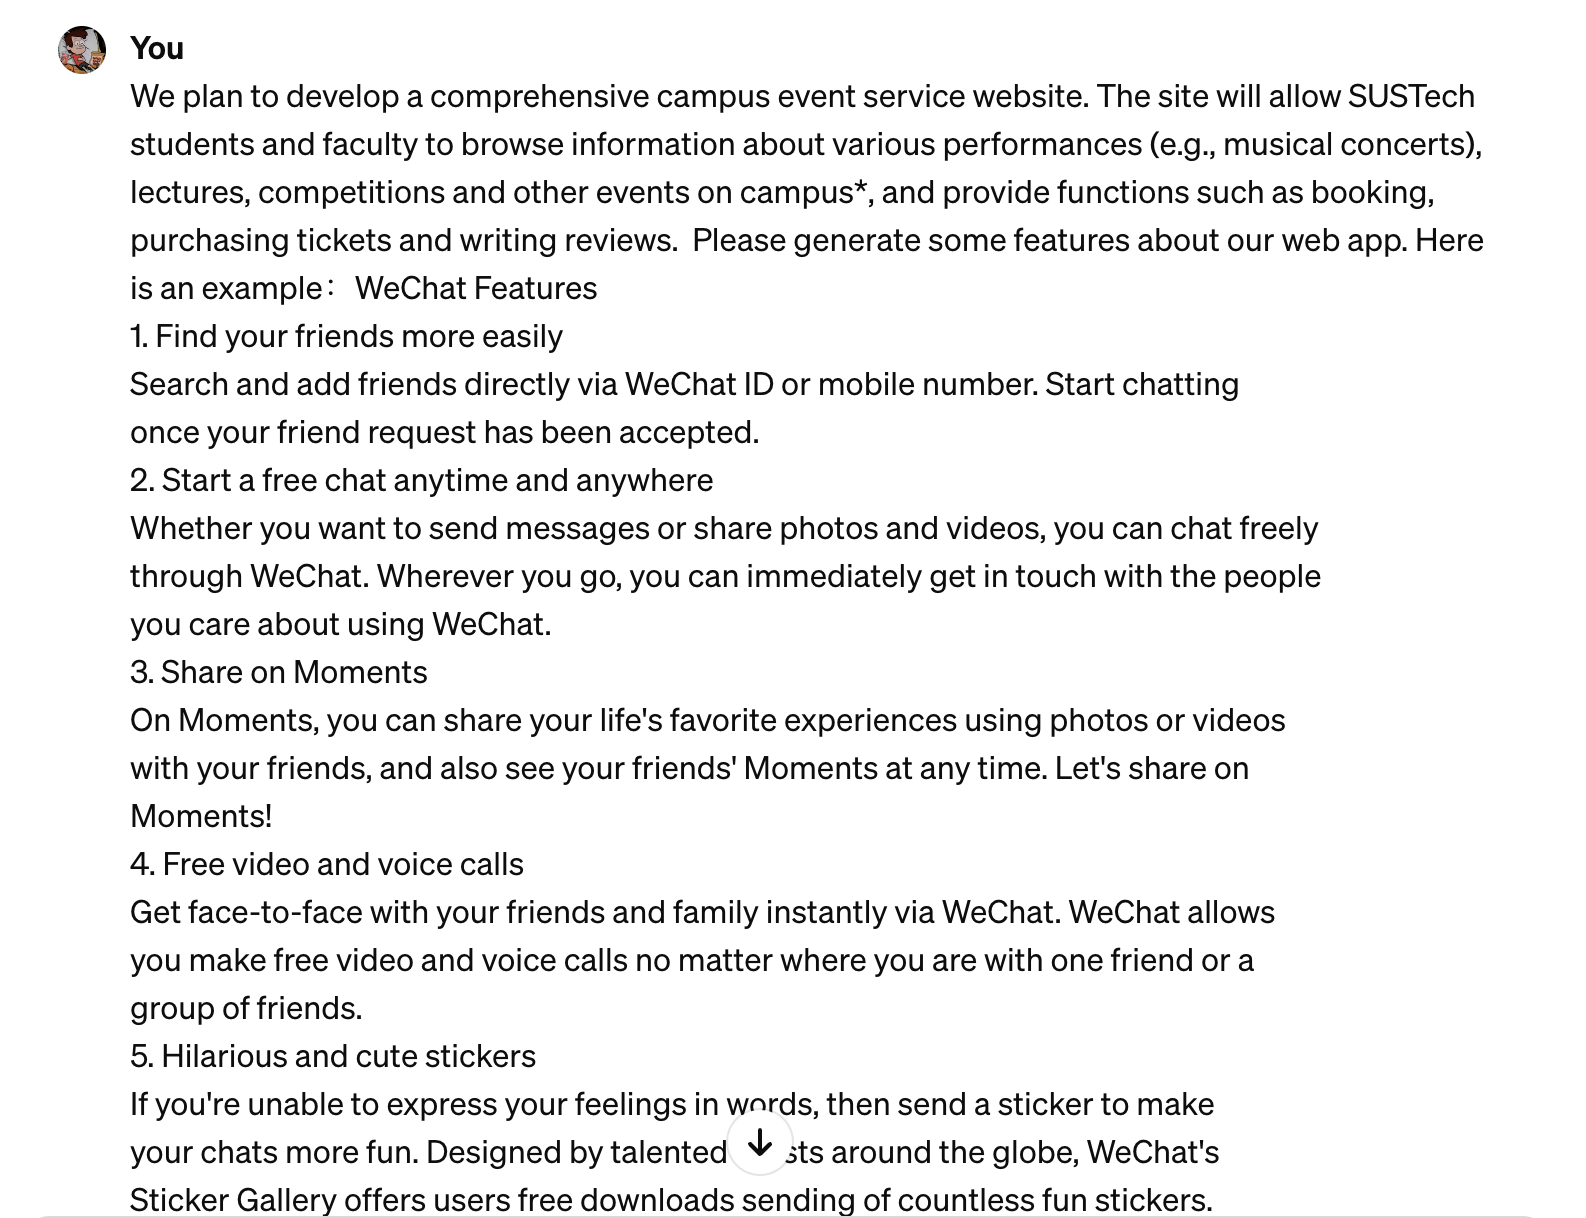 You
We plan to develop a comprehensive campus event service website. The site will allow SUSTech
students and faculty to browse information about various performances (e.g., musical concerts),
lectures, competitions and other events on campus*, and provide functions such as booking,
purchasing tickets and writing reviews.  Please generate some features about our web app. Here
is an example： WeChat Features
1. Find your friends more easily
Search and add friends directly via WeChat ID or mobile number. Start chatting
once your friend request has been accepted.
2. Start a free chat anytime and anywhere
Whether you want to send messages or share photos and videos, you can chat freely
through WeChat. Wherever you go, you can immediately get in touch with the people
you care about using WeChat.
3. Share on Moments
On Moments, you can share your life's favorite experiences using photos or videos
with your friends, and also see your friends' Moments at any time. Let's share on
Moments!
4. Free video and voice calls
Get face-to-face with your friends and family instantly via WeChat. WeChat allows
you make free video and voice calls no matter where you are with one friend or a
group of friends.
5. Hilarious and cute stickers
If you're unable to express your feelings in words, then send a sticker to make
your chats more fun. Designed by talented around the globe, WeChat's
Sticker Gallery offers users free downloads sending of countless fun stickers.